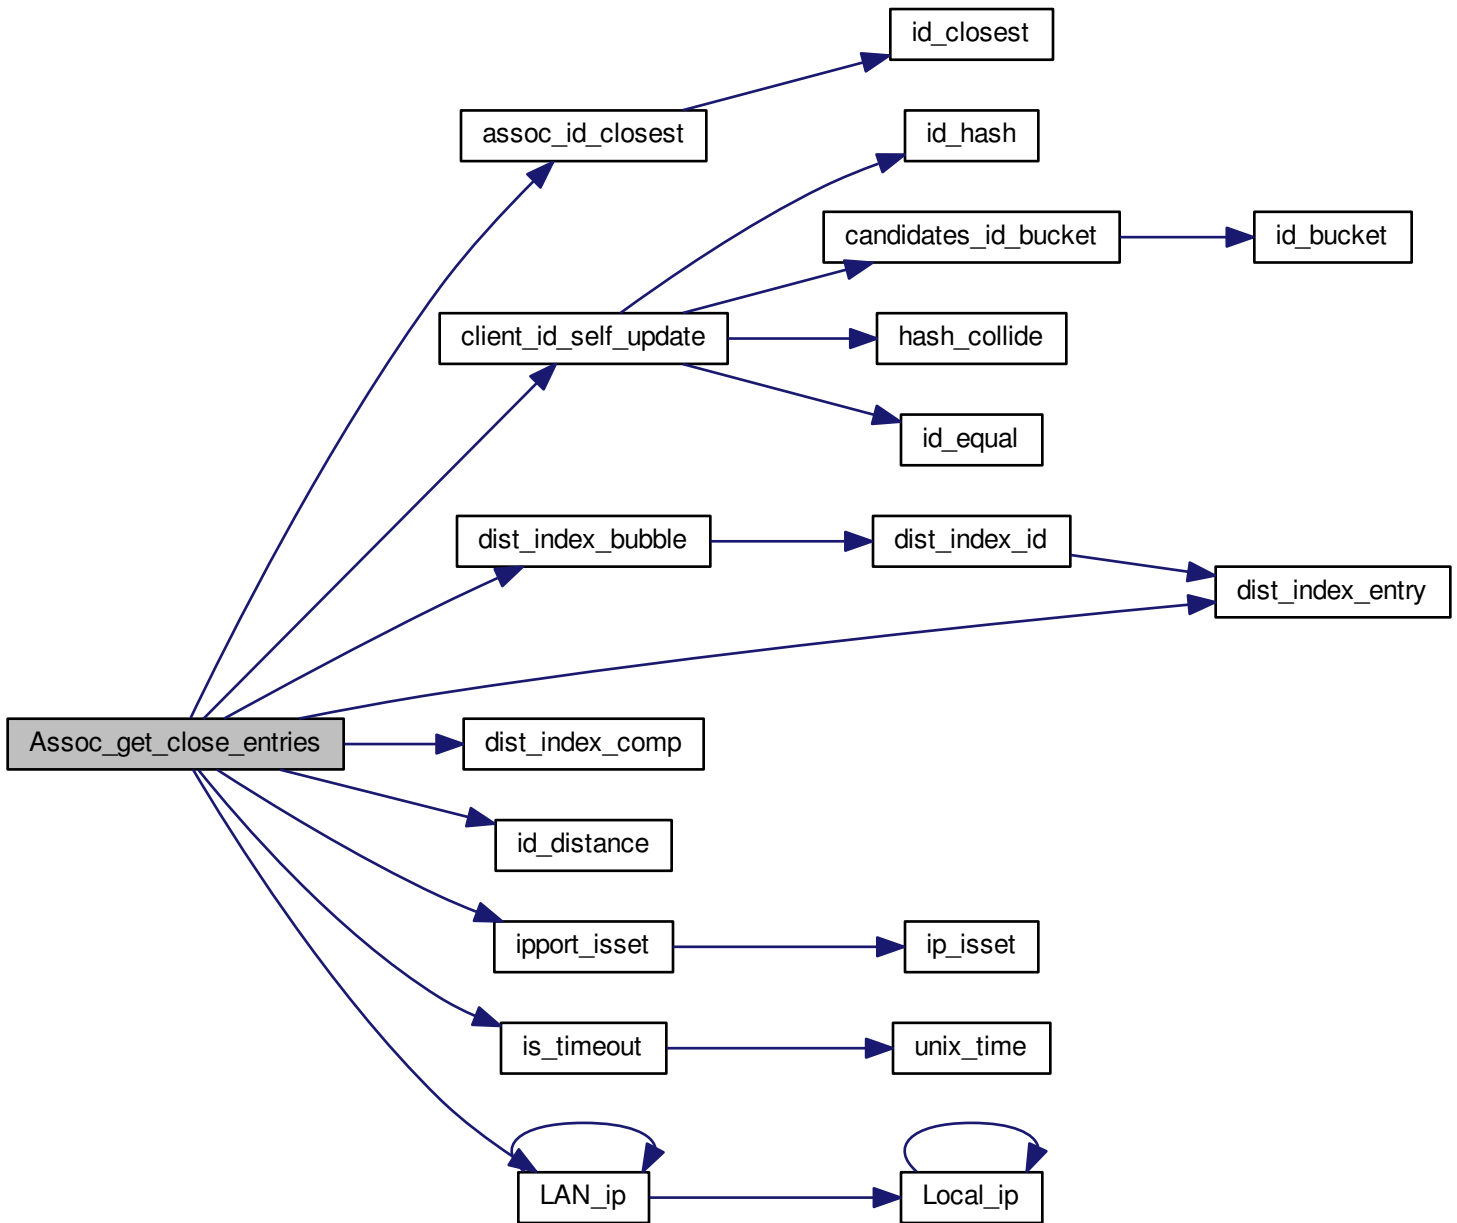 id_closest
assoc_id_closest
id_hash
candidates_id_bucket
id_bucket
client_id_self_update
hash_collide
id_equal
dist_index_bubble
dist_index_id
dist_index_entry
Assoc_get_close_entries
dist_index_comp
id_distance
ipport_isset
ip_isset
is_timeout
unix_time
LAN_ip
Local_ip